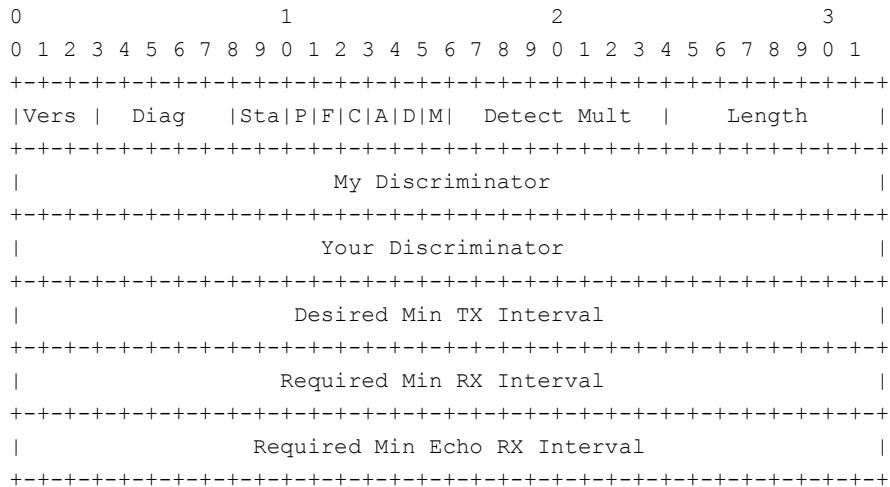 0 1 2 3
0 1 2 3 4 5 6 7 8 9 0 1 2 3 4 5 6 7 8 9 0 1 2 3 4 5 6 7 8 9 0 1
+-+-+-+-+-+-+-+-+-+-+-+-+-+-+-+-+-+-+-+-+-+-+-+-+-+-+-+-+-+-+-+-+
|Vers | Diag |Sta|P|F|C|A|D|M| Detect Mult | Length |
+-+-+-+-+-+-+-+-+-+-+-+-+-+-+-+-+-+-+-+-+-+-+-+-+-+-+-+-+-+-+-+-+
| My Discriminator |
+-+-+-+-+-+-+-+-+-+-+-+-+-+-+-+-+-+-+-+-+-+-+-+-+-+-+-+-+-+-+-+-+
| Your Discriminator |
+-+-+-+-+-+-+-+-+-+-+-+-+-+-+-+-+-+-+-+-+-+-+-+-+-+-+-+-+-+-+-+-+
| Desired Min TX Interval |
+-+-+-+-+-+-+-+-+-+-+-+-+-+-+-+-+-+-+-+-+-+-+-+-+-+-+-+-+-+-+-+-+
| Required Min RX Interval |
+-+-+-+-+-+-+-+-+-+-+-+-+-+-+-+-+-+-+-+-+-+-+-+-+-+-+-+-+-+-+-+-+
| Required Min Echo RX Interval |
+-+-+-+-+-+-+-+-+-+-+-+-+-+-+-+-+-+-+-+-+-+-+-+-+-+-+-+-+-+-+-+-+